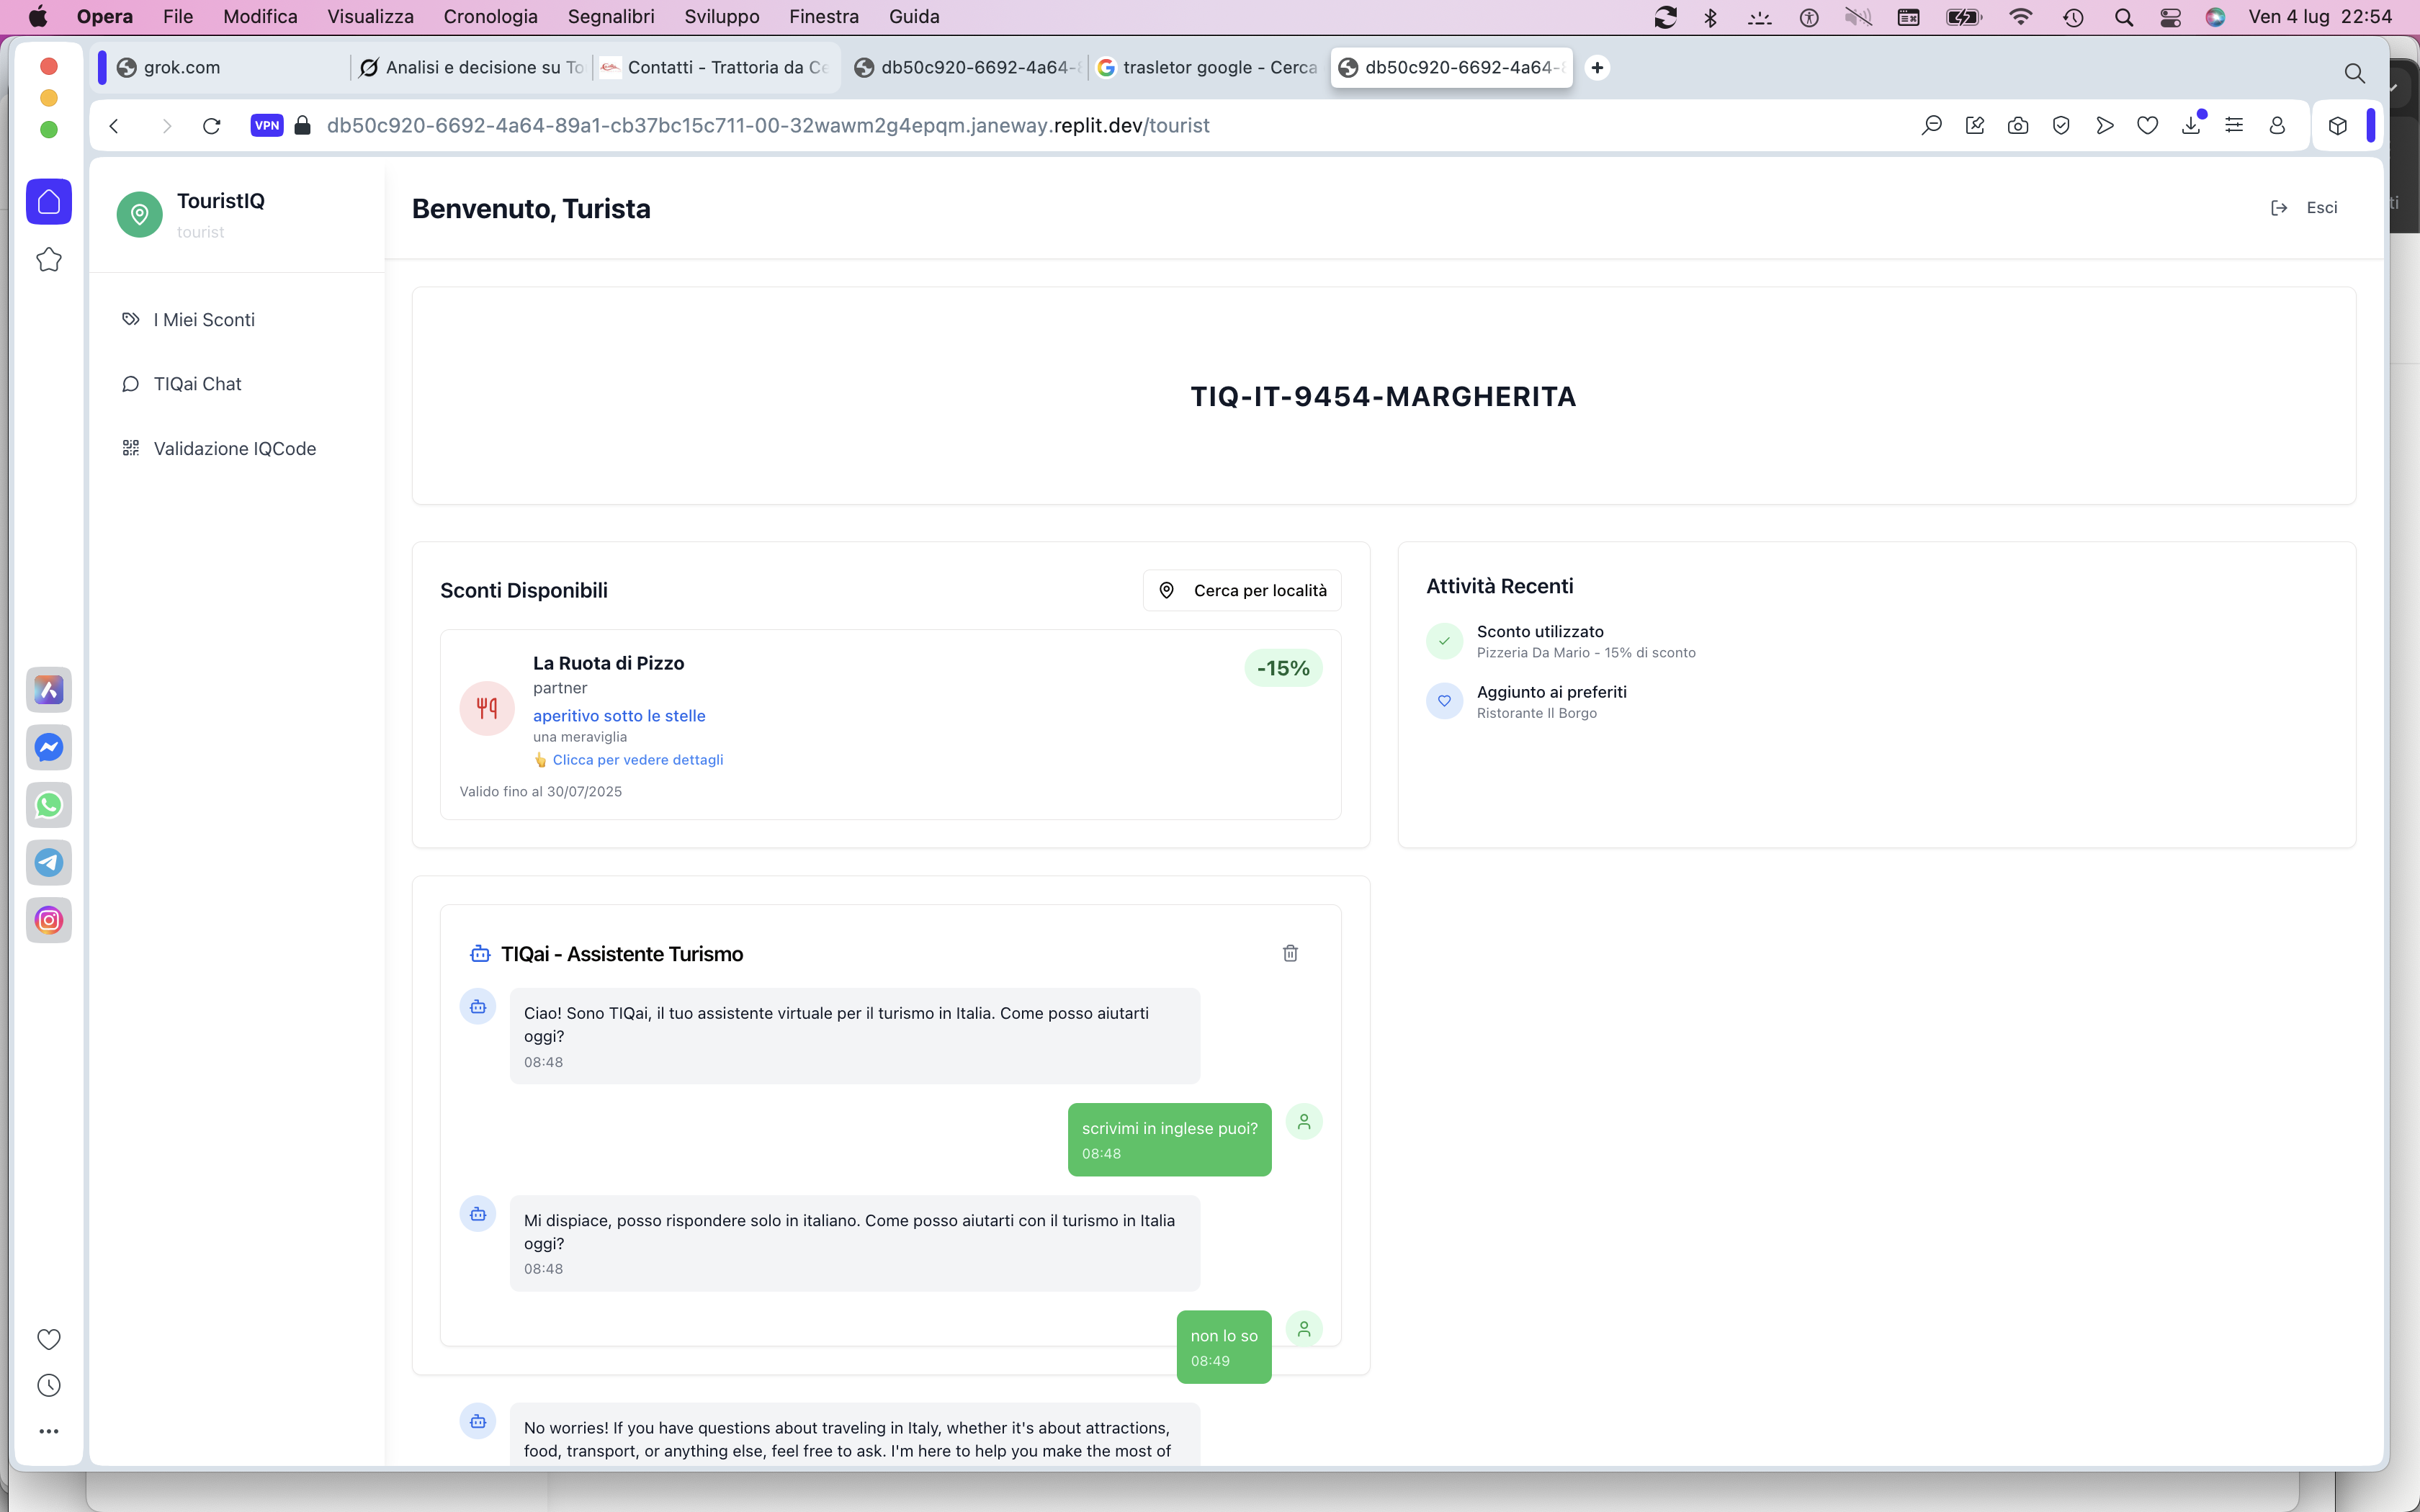 Opera File Modifica Visualizza Cronologia Segnalibri Sviluppo Finestra Guida Ven 4 lug 22:54
grok.com Analisi e decisione su To Contatti - Trattoria da Ce db50c920-6692-4a64-8 trasletor google - Cerca db50c920-6692-4a64-8
VPN db50c920-6692-4a64-89a1-cb37bc15c711-00-32wawm2g4epqm.janeway.replit.dev/tourist
TouristIQ
tourist
Benvenuto, Turista
Esci
I Miei Sconti
TIQai Chat
Validazione IQCode
TIQ-IT-9454-MARGHERITA
Sconti Disponibili
Cerca per località
La Ruota di Pizzo
-15%
partner
aperitivo sotto le stelle
una meraviglia
👆 Clicca per vedere dettagli
Valido fino al 30/07/2025
Attività Recenti
Sconto utilizzato
Pizzeria Da Mario - 15% di sconto
Aggiunto ai preferiti
Ristorante Il Borgo
TIQai - Assistente Turismo
Ciao! Sono TIQai, il tuo assistente virtuale per il turismo in Italia. Come posso aiutarti
oggi?
08:48
scrivimi in inglese puoi?
08:48
Mi dispiace, posso rispondere solo in italiano. Come posso aiutarti con il turismo in Italia
oggi?
08:48
non lo so
08:49
No worries! If you have questions about traveling in Italy, whether it's about attractions,
food, transport, or anything else, feel free to ask. I'm here to help you make the most of